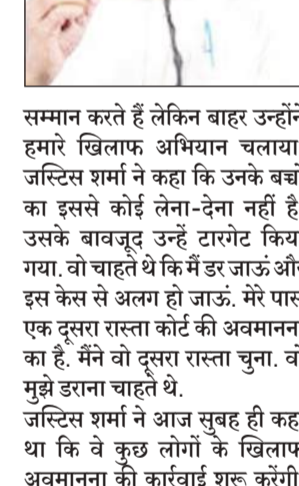 सम्मान करते हैं लेकिन बाहर उन्होंने
हमारे खिलाफ अभियान चलाया
जस्टिस शर्मा ने कहा कि उनके बच्चों
का इससे कोई लेना-देना नहीं है
उसके बावजूद उन्हें टारगेट किय
गया. वो चाहते थे कि मैं डर जाऊं और
इस केस से अलग हो जाऊं. मेरे पास
एक दूसरा रास्ता कोर्ट की अवमानन
का है. मैंने वो दूसरा रास्ता चुना. व
मुझे डराना चाहते थे.
जस्टिस शर्मा ने आज सुबह ही कह
था कि वे कुछ लोगों के खिलाफ
अवमानना की कार्रवाई शुरू करेंगी